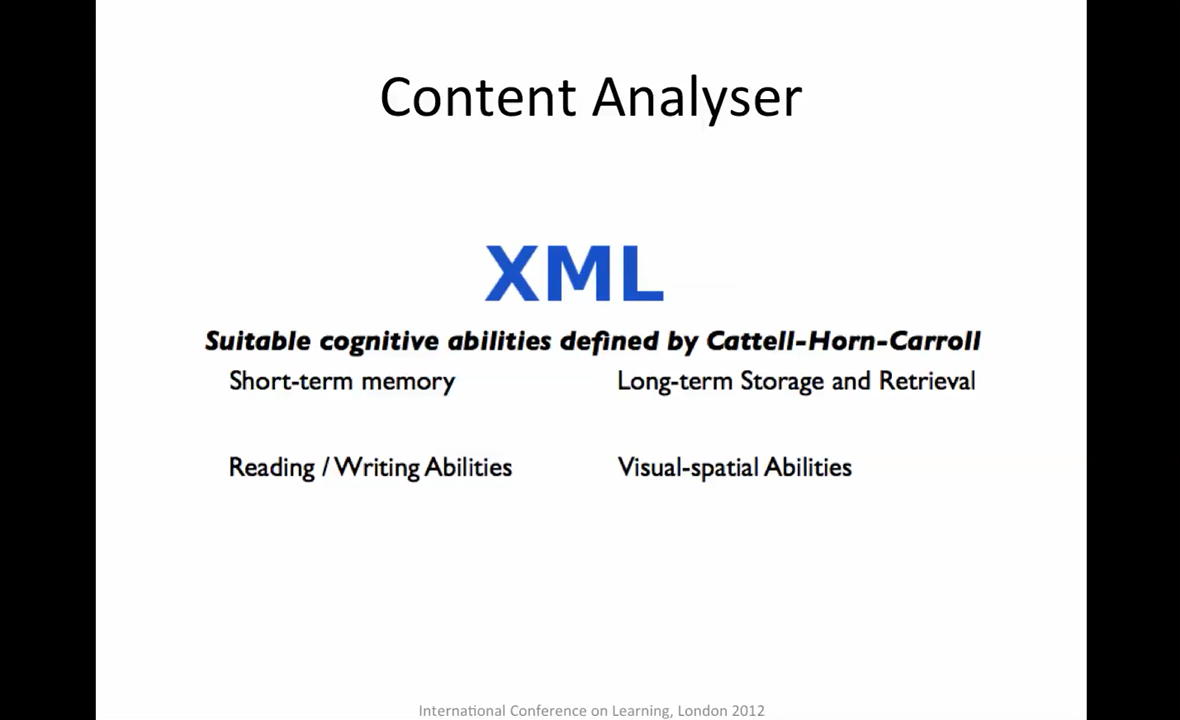 Content Analyser
XML
Suitable cognitive abilities defined by Cattell-Horn-Carroll
Short-term memory
Long-term Storage and Retrieval
Reading / Writing Abilities
Visual-spatial Abilities
International Conference on Learning, London 2012